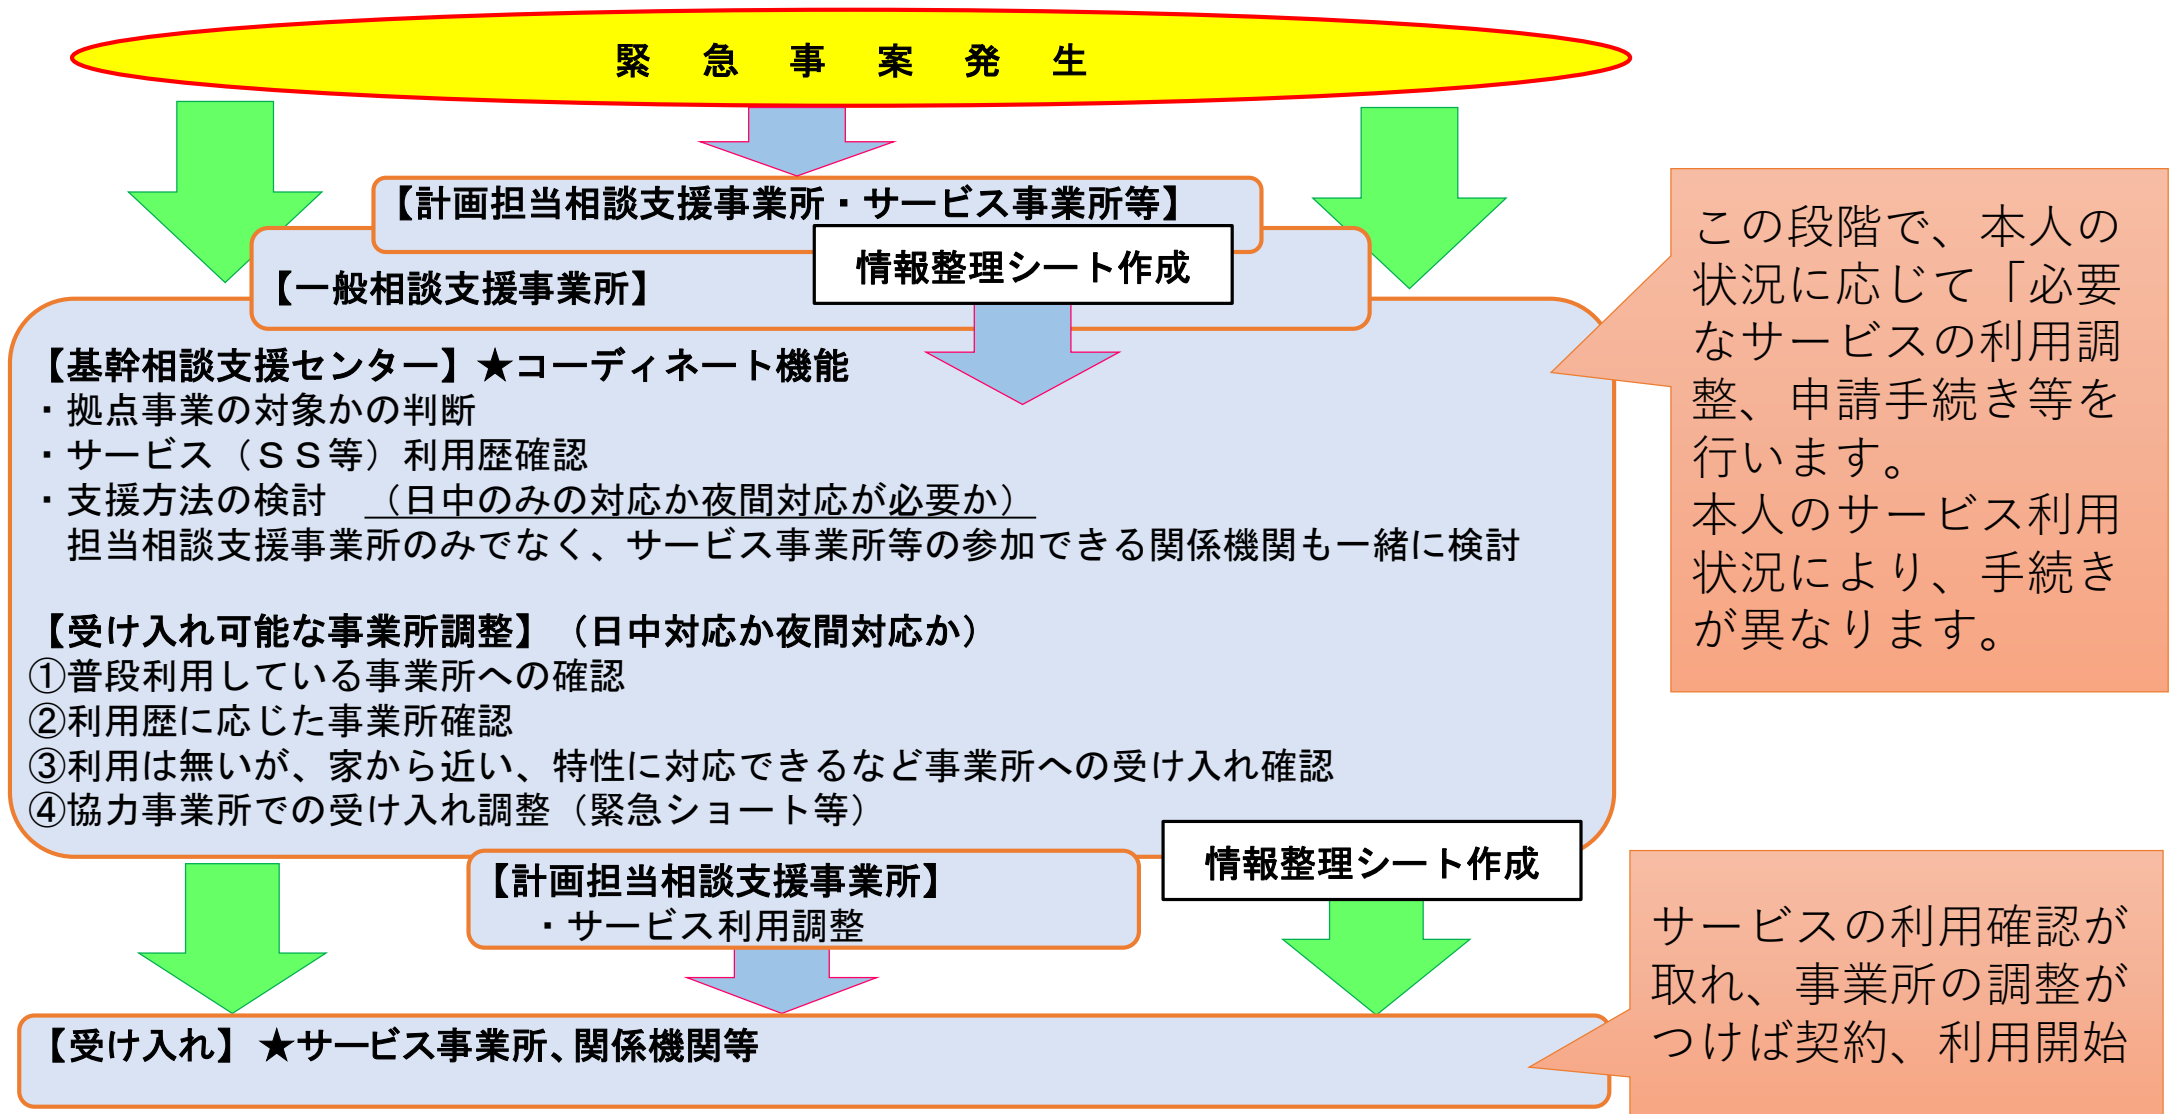 緊急事案発生
【計画担当相談支援事業所・サービス事業所等】
情報整理シート作成
【一般相談支援事業所】
【基幹相談支援センター】★コーディネート機能
・拠点事業の対象かの判断
・サービス（ＳＳ等）利用歴確認
・支援方法の検討　（日中のみの対応か夜間対応が必要か）
担当相談支援事業所のみでなく、サービス事業所等の参加できる関係機関も一緒に検討
【受け入れ可能な事業所調整】（日中対応か夜間対応か）
①普段利用している事業所への確認
②利用歴に応じた事業所確認
③利用は無いが、家から近い、特性に対応できるなど事業所への受け入れ確認
④協力事業所での受け入れ調整（緊急ショート等）
この段階で、本人の
状況に応じて「必要
なサービスの利用調
整、申請手続き等を
行います。
本人のサービス利用
状況により、手続き
が異なります。
情報整理シート作成
【計画担当相談支援事業所】
・サービス利用調整
【受け入れ】★サービス事業所、関係機関等
サービスの利用確認が
取れ、事業所の調整が
つけば契約、利用開始